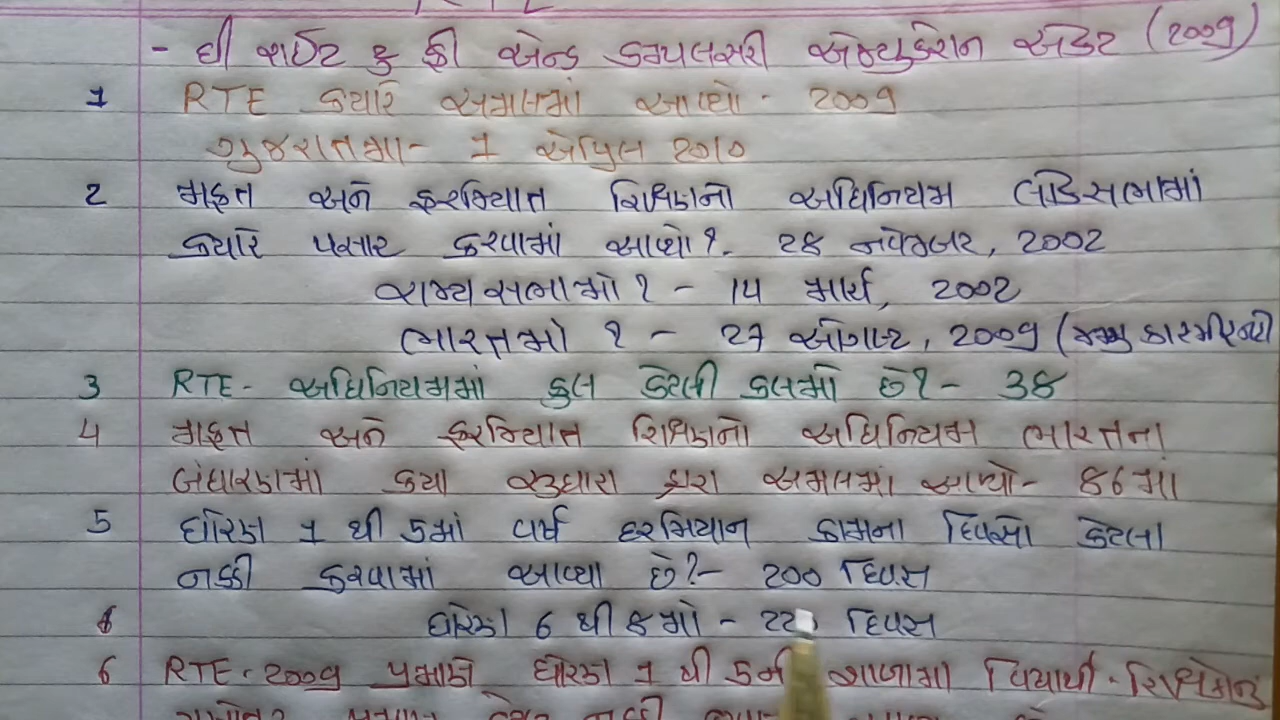 - ધી રાઈટ ટુ ફ્રી એન્ડ કમ્પલસરી એજ્યુકેશન એક્ટ (2009)
1 RTE ક્યારે અમલમાં આવ્યો - 2009
ગુજરાતમાં - 1 એપ્રિલ 2010
2 મફત અને ફરજિયાત શિક્ષણનો અધિનિયમ લોકસભામાં
ક્યારે પસાર કરવામાં આવ્યો ?- 28 નવેમ્બર, 2002
રાજ્યસભામાં ? - 14 માર્ચ, 2002
ભારતમાં ? - 27 ઓગષ્ટ, 2009 (જમ્મુ કાશ્મીર
3 RTE - અધિનિયમમાં કુલ કેટલી કલમો છે? - 38
4 મફત અને ફરજિયાત શિક્ષણનો અધિનિયમ ભારતના
બંધારણમાં કયા સુધારા દ્વારા અમલમાં આવ્યો - 86માં
5 ધોરણ 1 થી 5માં વર્ષ દરમિયાન કામના દિવસો કેટલા
નક્કી કરવામાં આવ્યા છે?- 200 દિવસ
ધોરણ 6 થી 8માં - 220 દિવસ
6 RTE - 2009 પ્રમાણે ધોરણ 1 થી 5ની શાળામાં વિદ્યાર્થી - શિક્ષકોનું